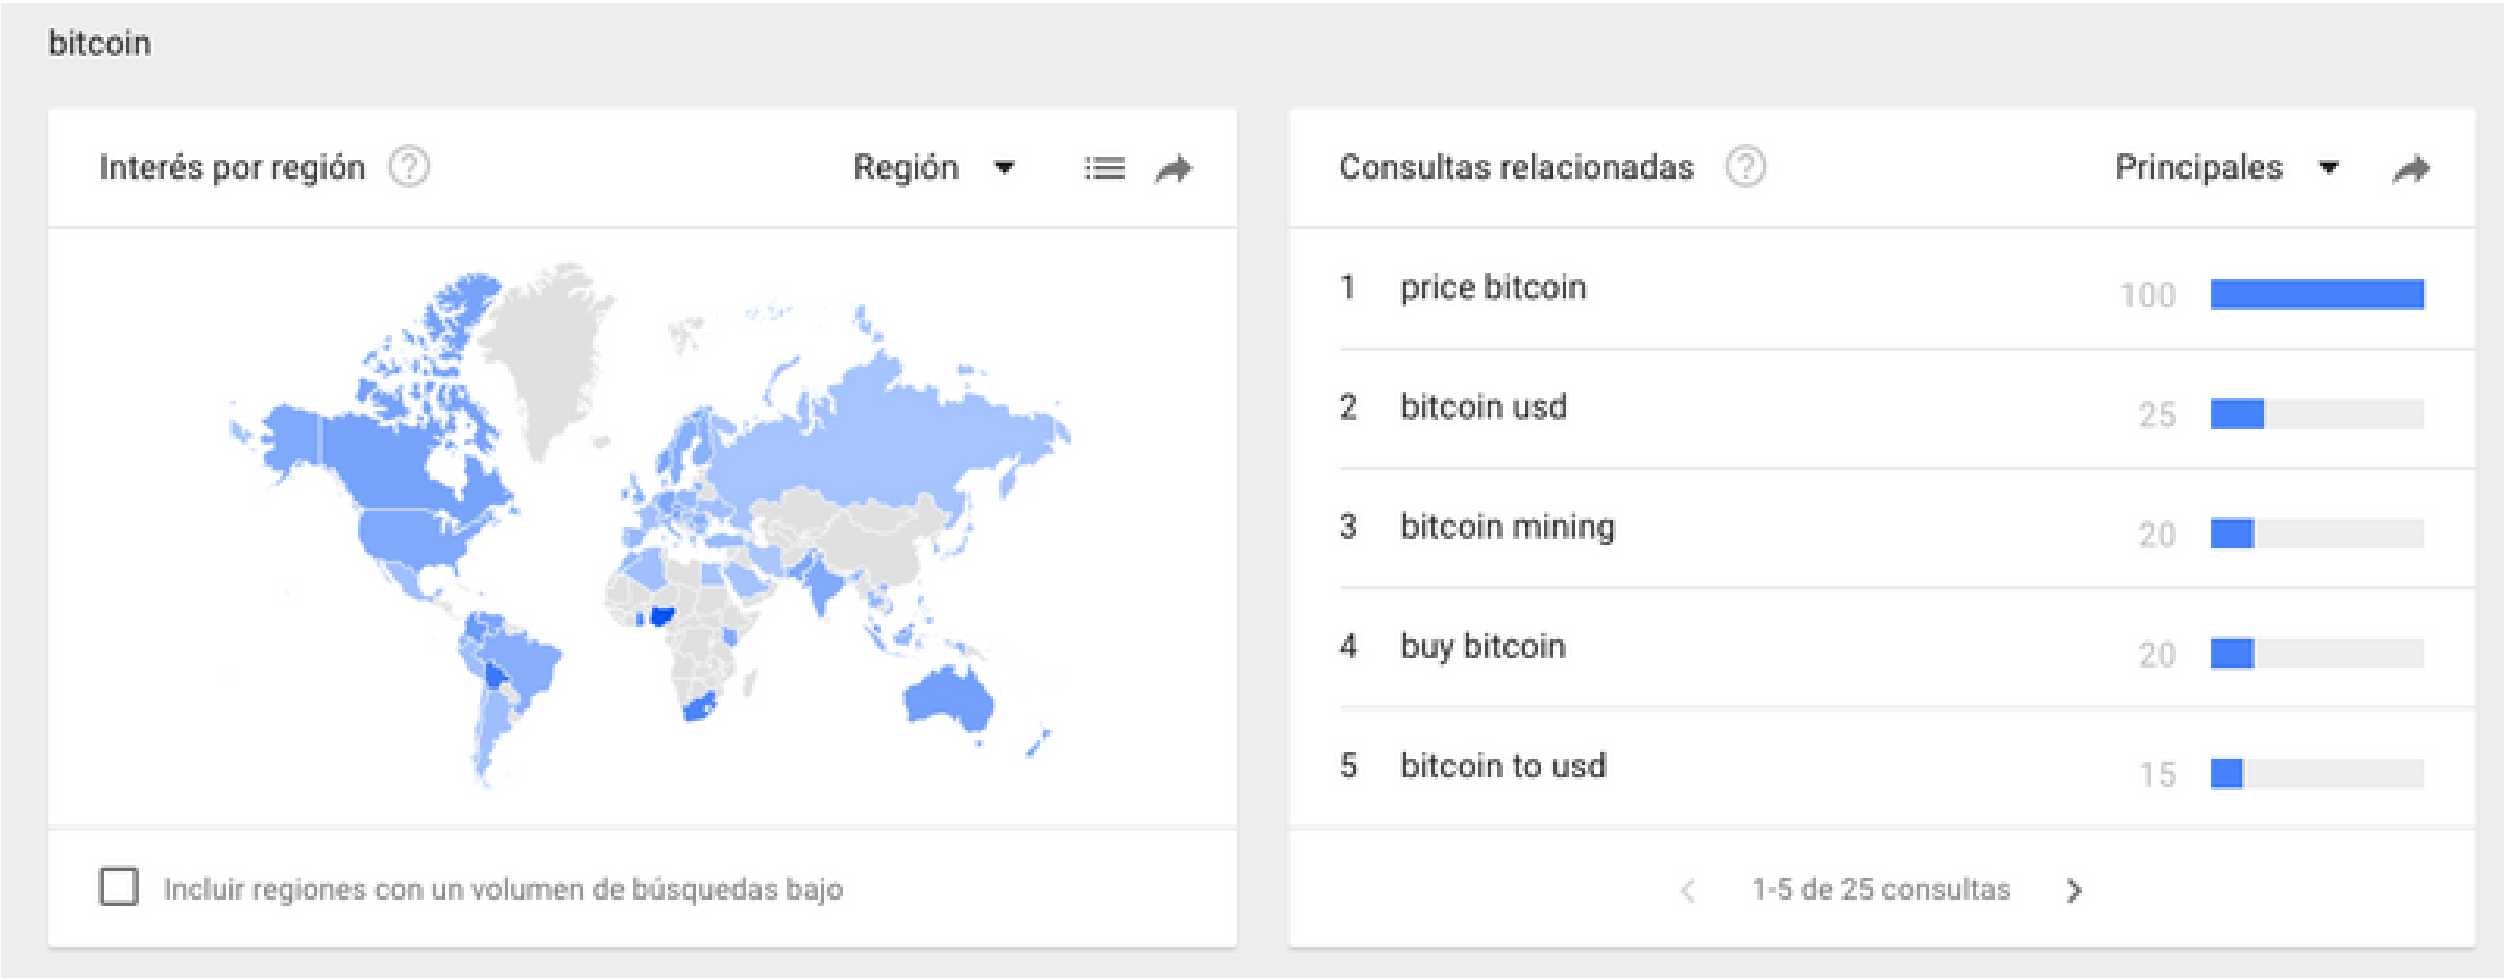 bitcoin
Interés por región
Región
Consultas relacionadas
Principales
1 price bitcoin 100
2 bitcoin usd 25
3 bitcoin mining 20
4 buy bitcoin 20
5 bitcoin to usd 15
Incluir regiones con un volumen de búsquedas bajo
1-5 de 25 consultas